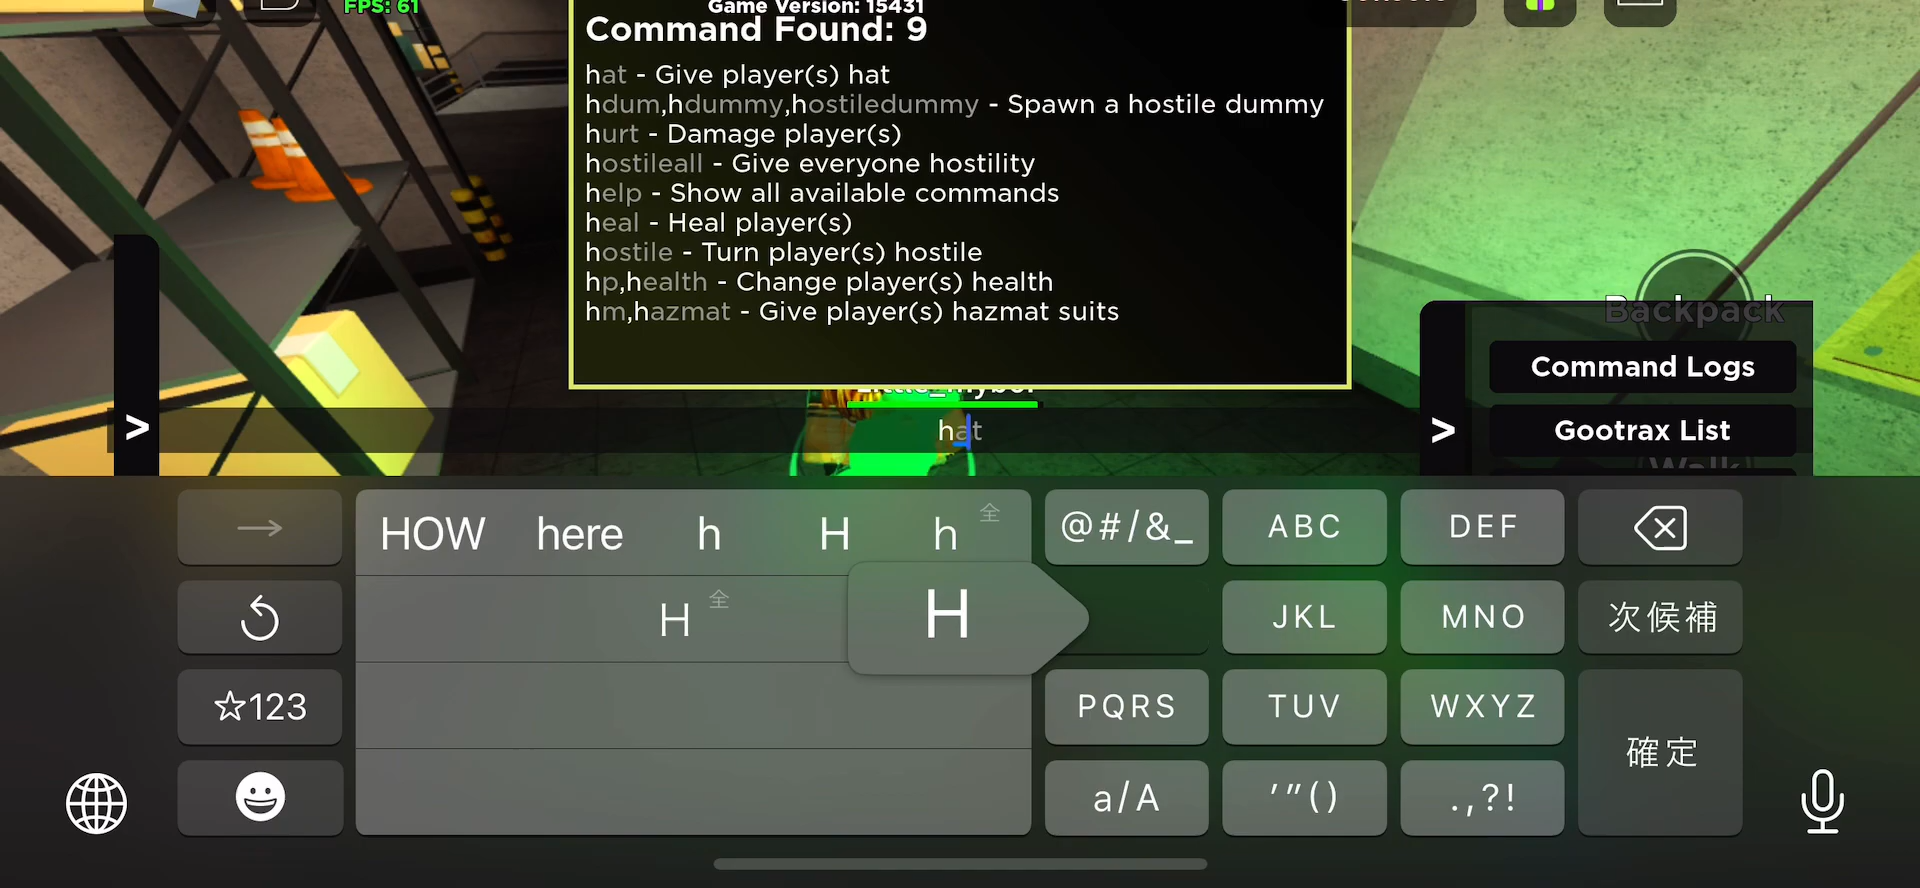 FPS: 61
Game Version: 15431
Command Found: 9
hat - Give player(s) hat
hdum,hdummy,hostiledummy - Spawn a hostile dummy
hurt - Damage player(s)
hostileall - Give everyone hostility
help - Show all available commands
heal - Heal player(s)
hostile - Turn player(s) hostile
hp,health - Change player(s) health
hm,hazmat - Give player(s) hazmat suits
Backpack
Command Logs
> hat > Gootrax List
Walk
→ HOW here h H h 全 @#/&_ ABC DEF
H 全 H JKL MNO 次候補
☆123 PQRS TUV WXYZ
確定
a/A ’”() .,?!